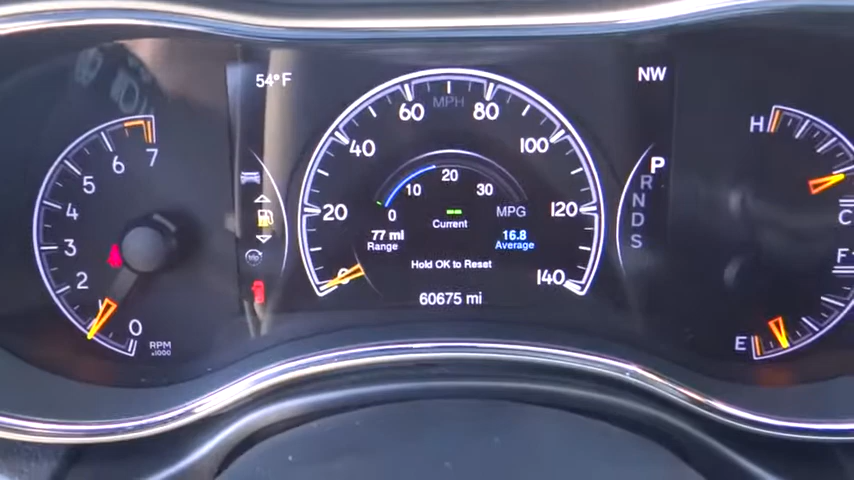 54°F
NW
7
6
5
4
3
2
1
0
RPM
x1000
MPH
0
20
40
60
80
100
120
140
0
10
20
30
MPG
Current
77 mi
Range
16.8
Average
Hold OK to Reset
60675 mi
trip
P
R
N
D
S
H
C
F
E